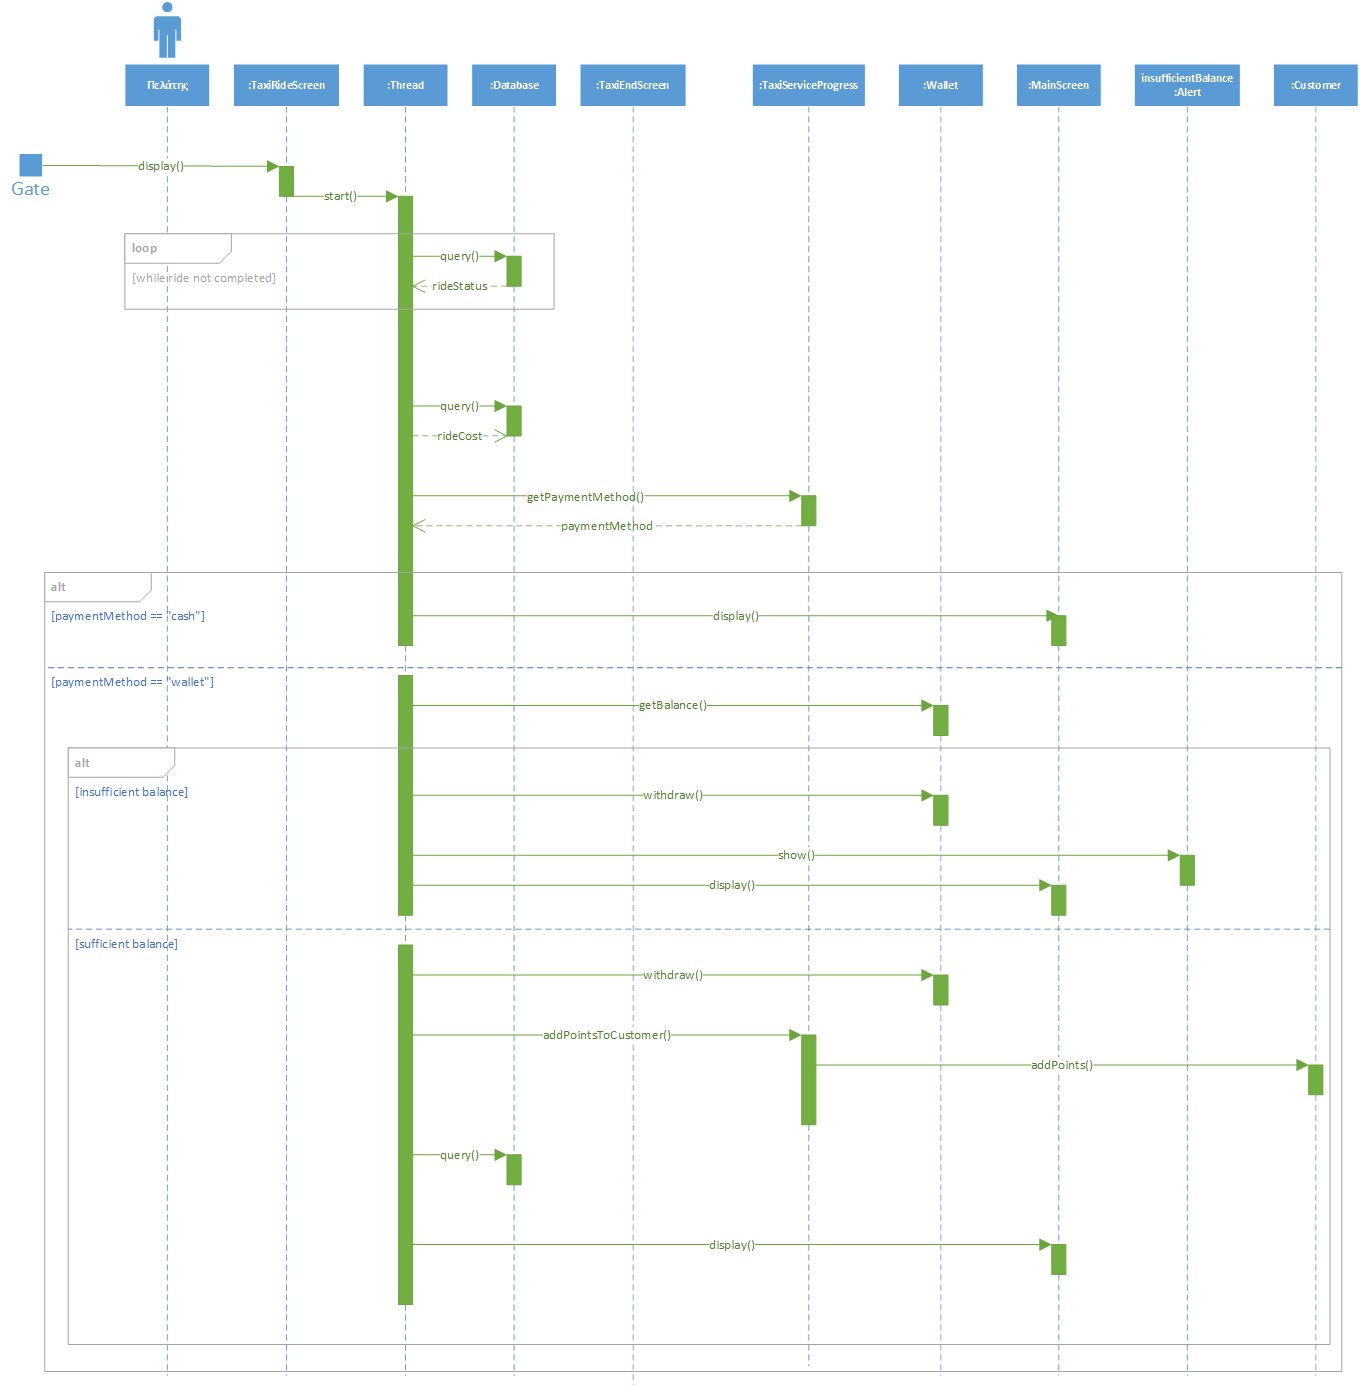 Πελάτης
:TaxiRideScreen
:Thread
:Database
:TaxiEndScreen
:TaxiServiceProgress
:Wallet
:MainScreen
insufficientBalance
:Alert
:Customer
Gate
display()
start()
loop
[while ride not completed]
query()
rideStatus
query()
rideCost
getPaymentMethod()
paymentMethod
alt
[paymentMethod == "cash"]
display()
[paymentMethod == "wallet"]
getBalance()
alt
[insufficient balance]
withdraw()
show()
display()
[sufficient balance]
withdraw()
addPointsToCustomer()
addPoints()
query()
display()